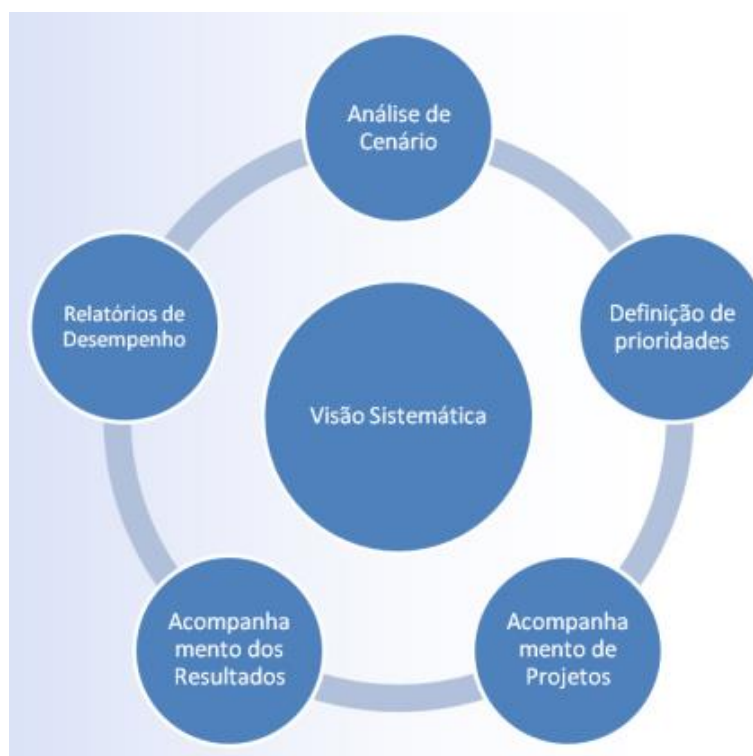 Análise de
Cenário
Definição de
prioridades
Acompanha
mento de
Projetos
Acompanha
mento dos
Resultados
Relatórios de
Desempenho
Visão Sistemática